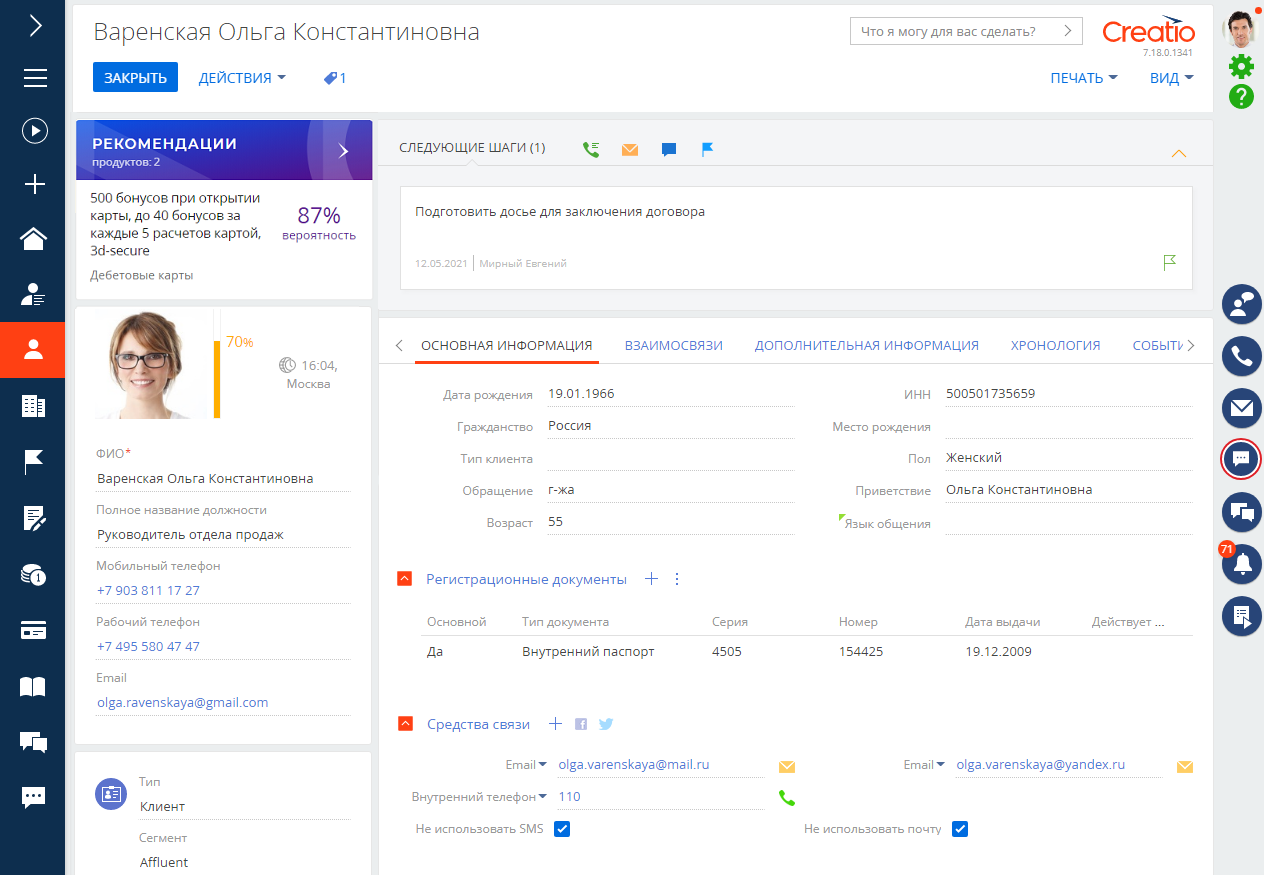 Варенская Ольга Константиновна
Что я могу для вас сделать?
Creatio
7.18.0.1341
ЗАКРЫТЬ
ДЕЙСТВИЯ
1
ПЕЧАТЬ
ВИД
РЕКОМЕНДАЦИИ
продуктов: 2
500 бонусов при открытии
карты, до 40 бонусов за
каждые 5 расчетов картой,
3d-secure
87%
вероятность
Дебетовые карты
70%
16:04,
Москва
ФИО*
Варенская Ольга Константиновна
Полное название должности
Руководитель отдела продаж
Мобильный телефон
+7 903 811 17 27
Рабочий телефон
+7 495 580 47 47
Email
olga.ravenskaya@gmail.com
Тип
Клиент
Сегмент
Affluent
СЛЕДУЮЩИЕ ШАГИ (1)
Подготовить досье для заключения договора
12.05.2021 | Мирный Евгений
ОСНОВНАЯ ИНФОРМАЦИЯ ВЗАИМОСВЯЗИ ДОПОЛНИТЕЛЬНАЯ ИНФОРМАЦИЯ ХРОНОЛОГИЯ СОБЫТИ
Дата рождения 19.01.1966 ИНН 500501735659
Гражданство Россия Место рождения
Тип клиента Пол Женский
Обращение г-жа Приветствие Ольга Константиновна
Возраст 55 Язык общения
Регистрационные документы
Основной Тип документа Серия Номер Дата выдачи Действует ...
Да Внутренний паспорт 4505 154425 19.12.2009
Средства связи
Email olga.varenskaya@mail.ru Email olga.varenskaya@yandex.ru
Внутренний телефон 110
Не использовать SMS Не использовать почту
71
1